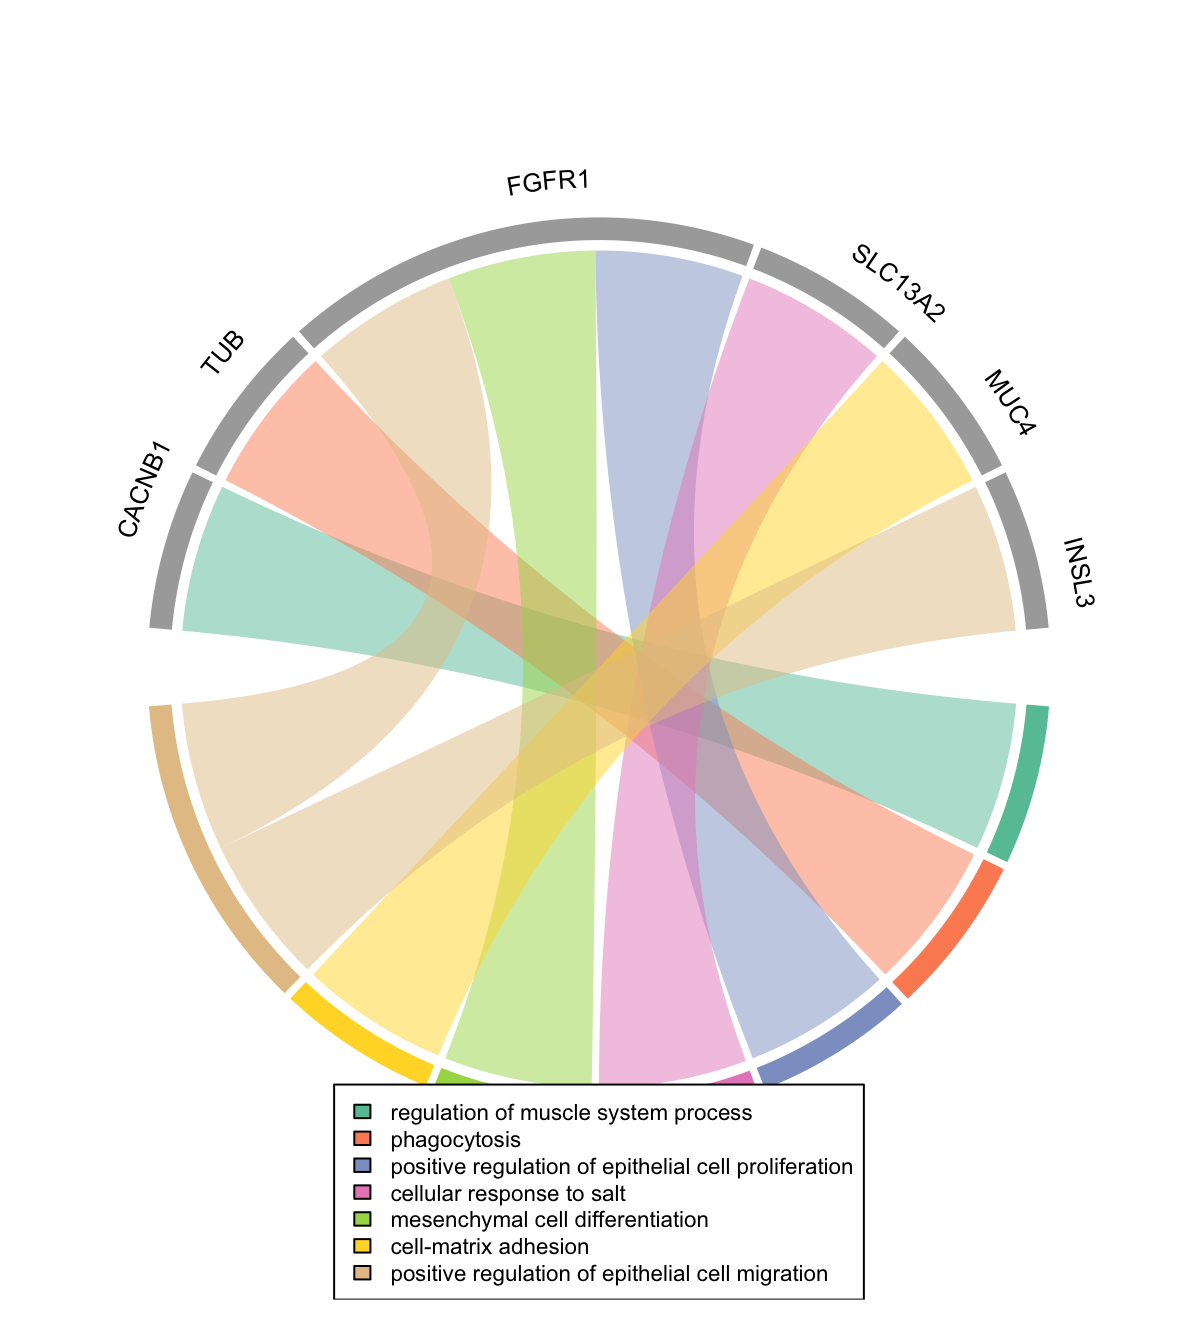 FGFR1
SLC13A2
TUB
MUC4
CACNB1
INSL3
regulation of muscle system process
phagocytosis
positive regulation of epithelial cell proliferation
cellular response to salt
mesenchymal cell differentiation
cell-matrix adhesion
positive regulation of epithelial cell migration